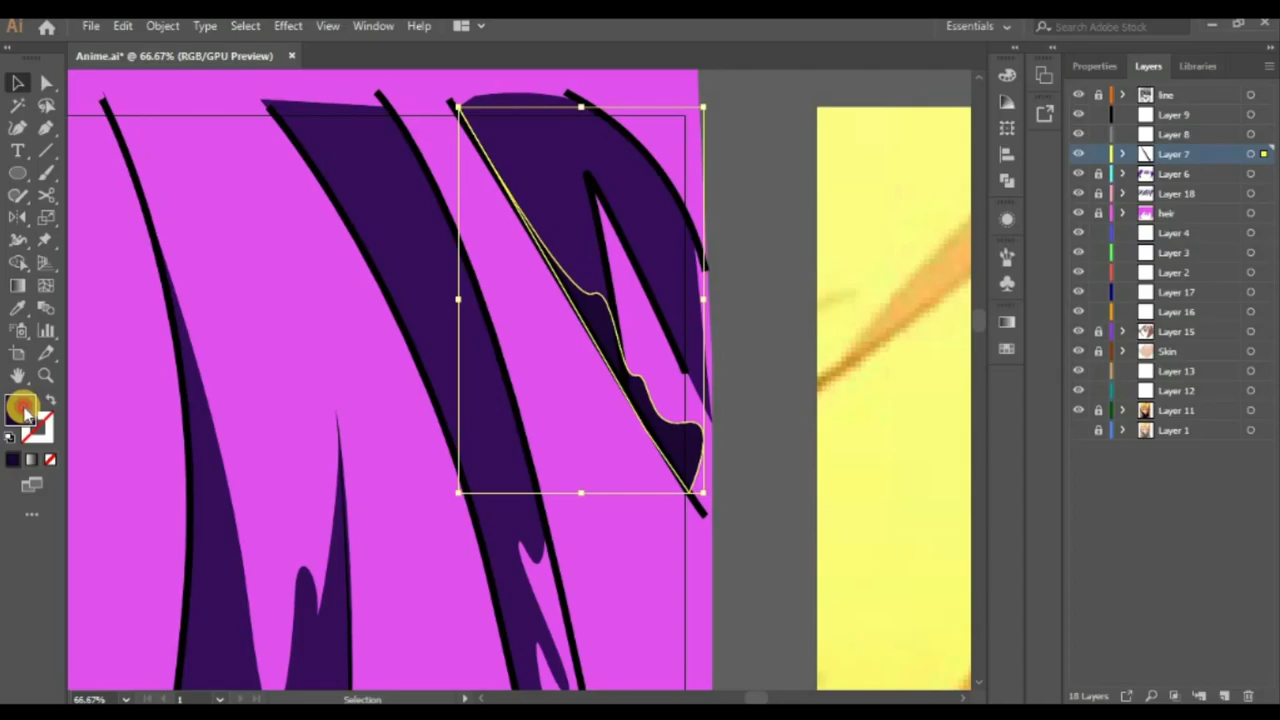 Ai File Edit Object Type Select Effect View Window Help Essentials Search Adobe Stock
Anime.ai* @ 66.67% (RGB/GPU Preview) ×
Properties Layers Libraries
line
Layer 9
Layer 8
Layer 7
Layer 6
Layer 18
heir
Layer 4
Layer 3
Layer 2
Layer 17
Layer 16
Layer 15
Skin
Layer 13
Layer 12
Layer 11
Layer 1
66.67% 1 Selection 18 Layers